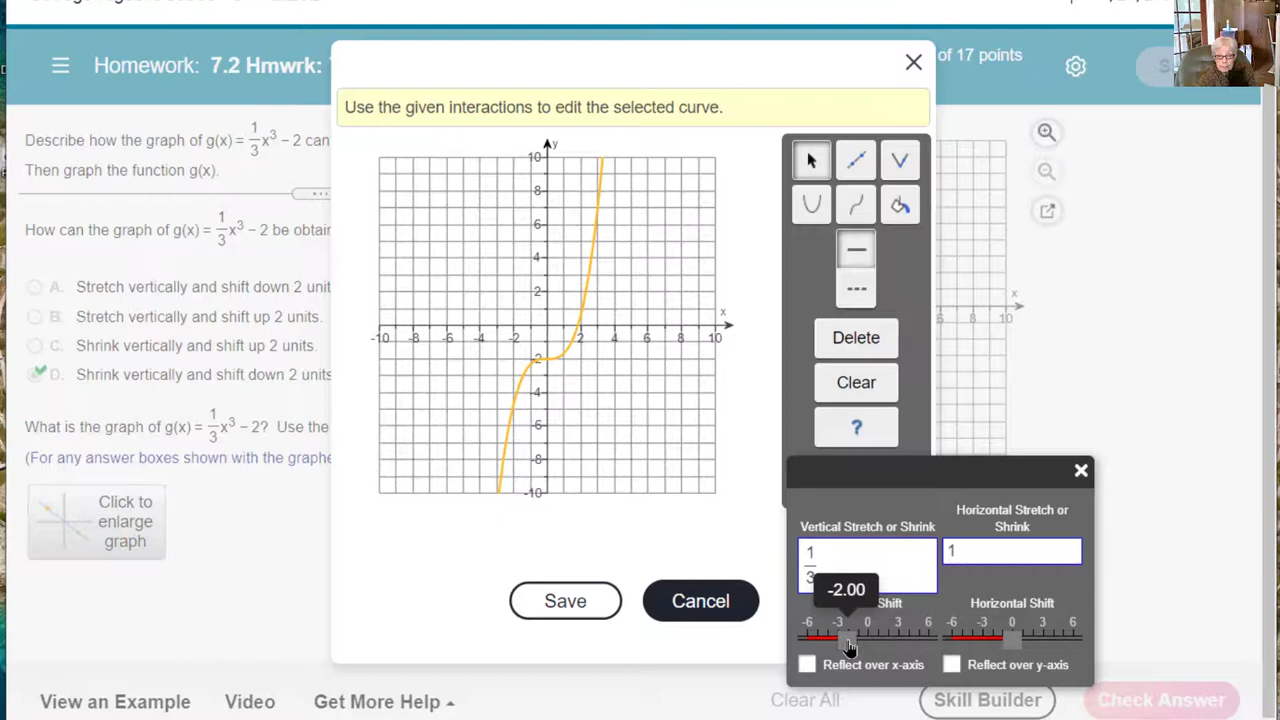 Homework: 7.2 Hmwrk:
of 17 points
Use the given interactions to edit the selected curve.
Describe how the graph of g(x) = 1/3 x³ − 2 can
Then graph the function g(x).
How can the graph of g(x) = 1/3 x³ − 2 be obtain
A. Stretch vertically and shift down 2 unit
B. Stretch vertically and shift up 2 units.
C. Shrink vertically and shift up 2 units.
D. Shrink vertically and shift down 2 units
What is the graph of g(x) = 1/3 x³ − 2? Use the
(For any answer boxes shown with the graphe
Click to
enlarge
graph
y
10
8
6
4
2
x
-10 -8 -6 -4 -2 2 4 6 8 10
-2
-4
-6
-8
-10
x
6 8 10
Delete
Clear
?
Vertical Stretch or Shrink
1/3
Horizontal Stretch or
Shrink
1
-2.00
Shift
-6 -3 0 3 6
Horizontal Shift
-6 -3 0 3 6
Reflect over x-axis
Reflect over y-axis
Save
Cancel
View an Example
Video
Get More Help
Clear All
Skill Builder
Check Answer